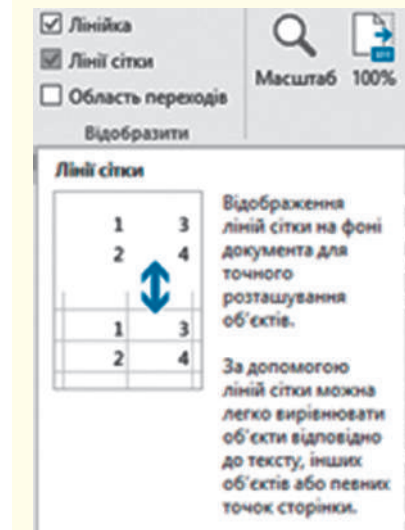 Лінійка
Лінії сітки
Область переходів
Відобразити
Масштаб
100%
Лінії сітки
1 3
2 4
1 3
2 4
Відображення
ліній сітки на фоні
документа для
точного
розташування
об'єктів.
За допомогою
ліній сітки можна
легко вирівнювати
об'єкти відповідно
до тексту, інших
об'єктів або певних
точок сторінки.